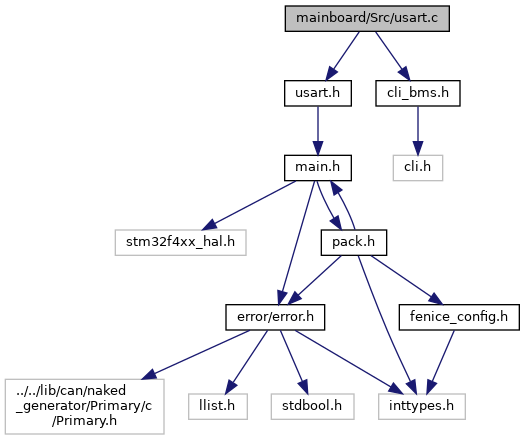 mainboard/Src/usart.c
usart.h
cli_bms.h
main.h
cli.h
stm32f4xx_hal.h
pack.h
error/error.h
fenice_config.h
../../lib/can/naked
_generator/Primary/c
/Primary.h
llist.h
stdbool.h
inttypes.h